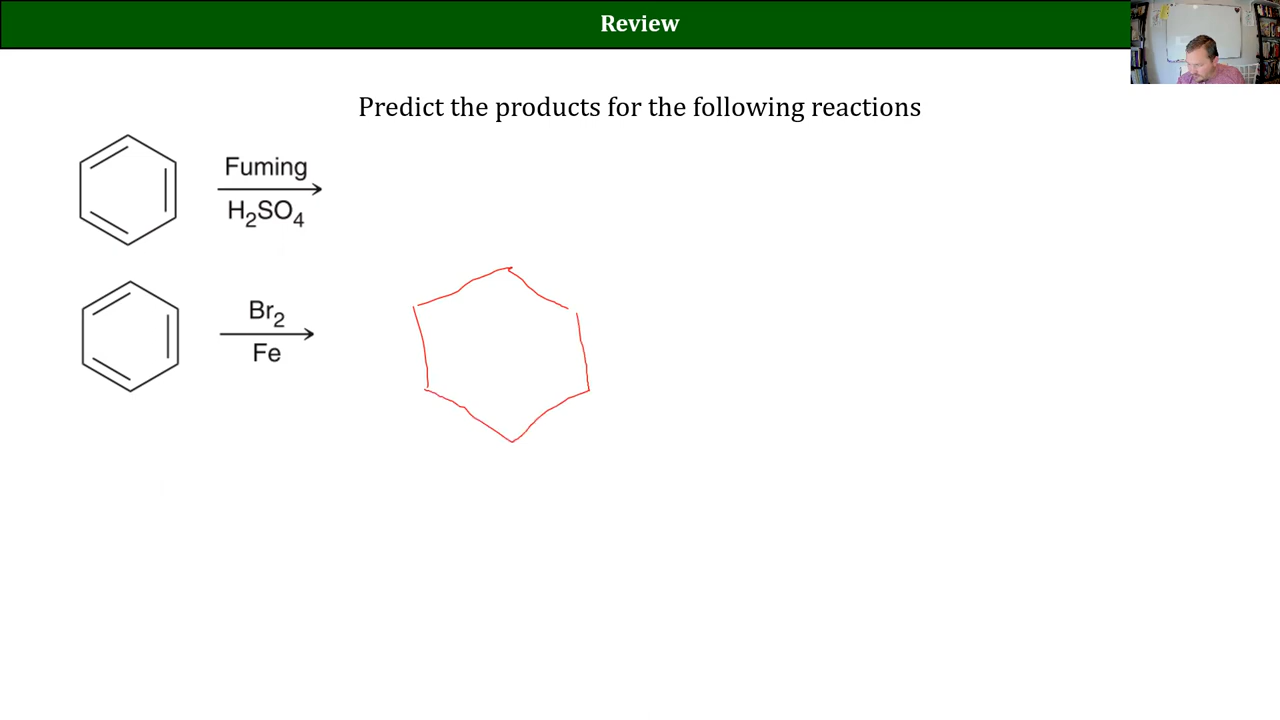 Review
Predict the products for the following reactions
Fuming
H₂SO₄
Br₂
Fe